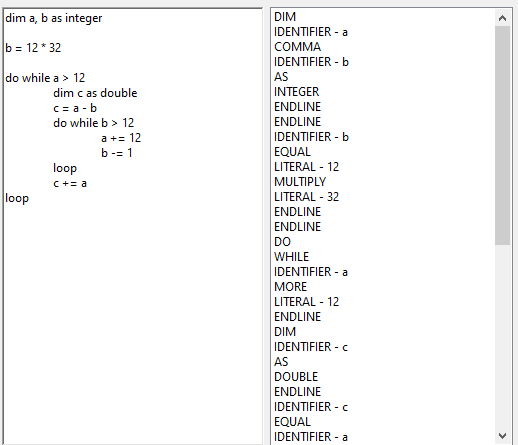 dim a, b as integer
b = 12 * 32
do while a > 12
dim c as double
c = a - b
do while b > 12
a += 12
b -= 1
loop
c += a
loop
DIM
IDENTIFIER - a
COMMA
IDENTIFIER - b
AS
INTEGER
ENDLINE
ENDLINE
IDENTIFIER - b
EQUAL
LITERAL - 12
MULTIPLY
LITERAL - 32
ENDLINE
ENDLINE
DO
WHILE
IDENTIFIER - a
MORE
LITERAL - 12
ENDLINE
DIM
IDENTIFIER - c
AS
DOUBLE
ENDLINE
IDENTIFIER - c
EQUAL
IDENTIFIER - a